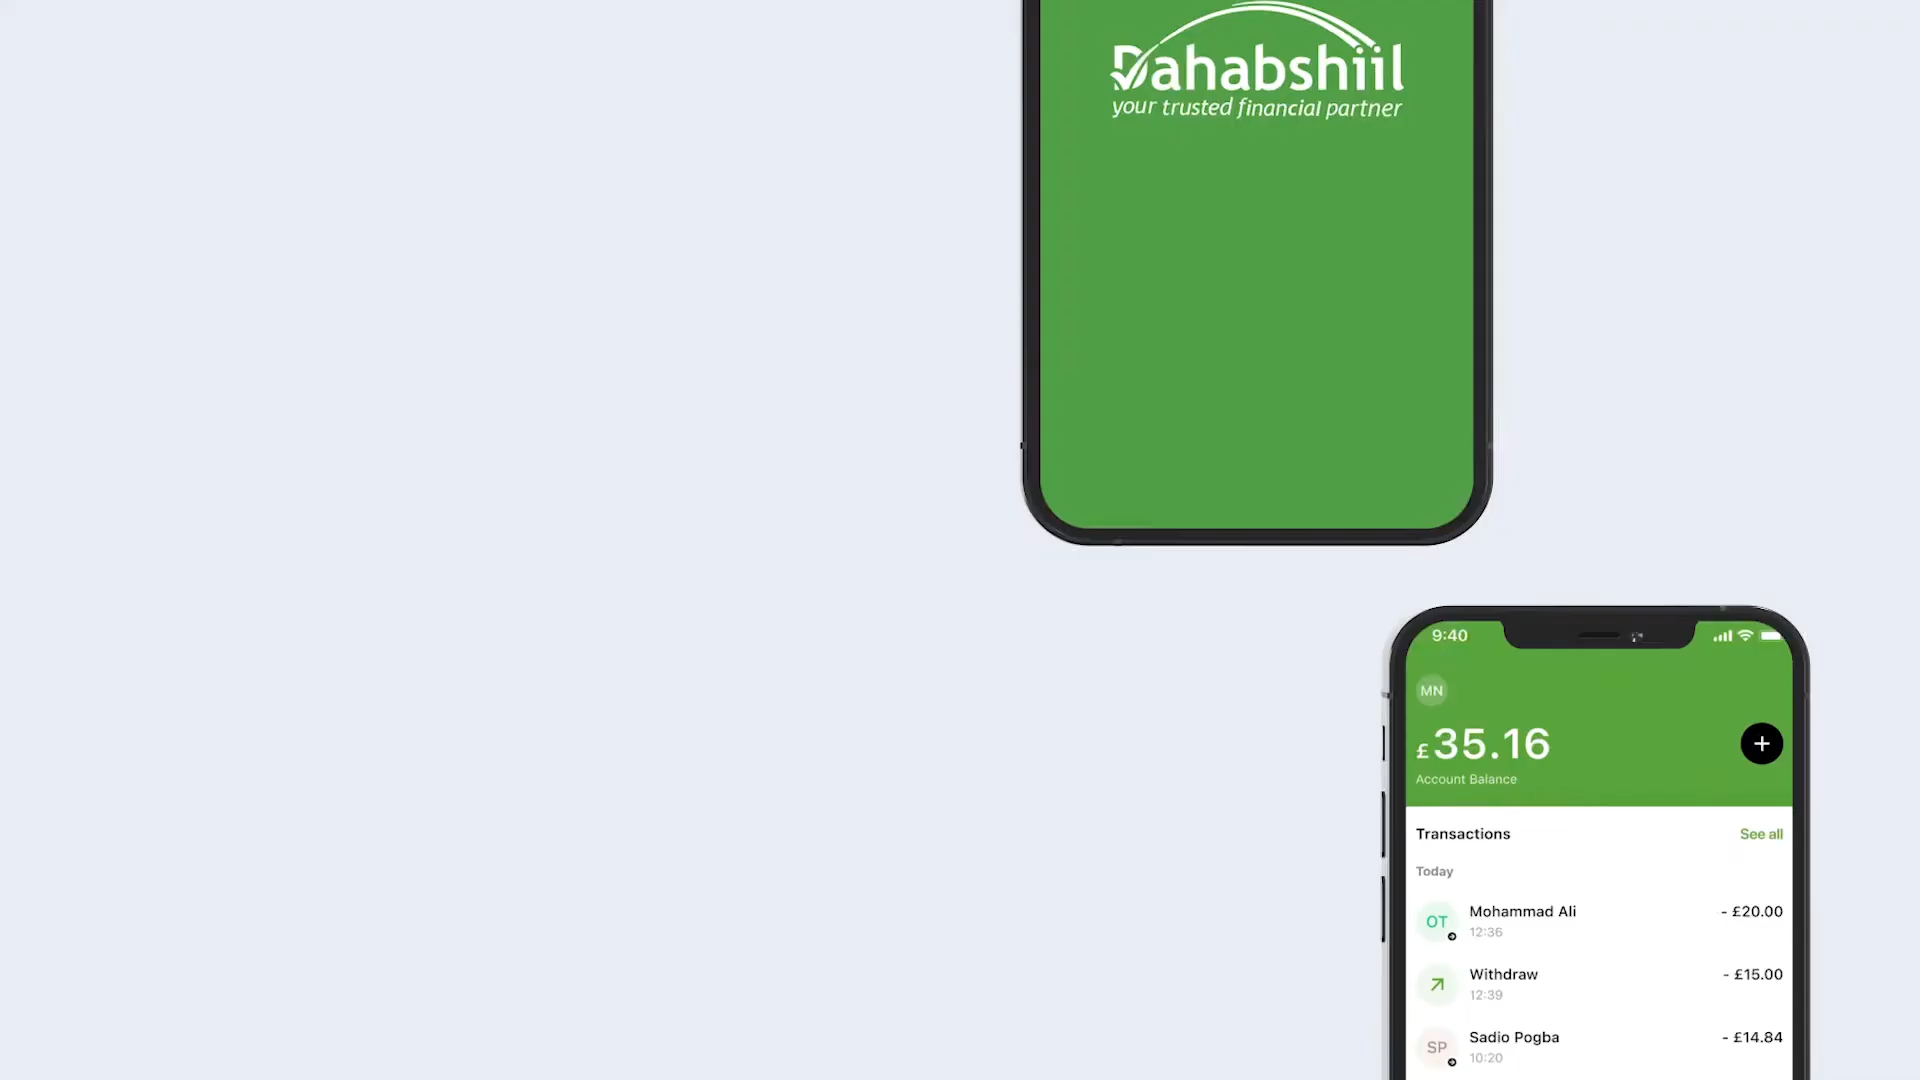 Dahabshiil
your trusted financial partner
9:40
MN
£35.16
Account Balance
Transactions
See all
Today
OT
Mohammad Ali
- £20.00
12:36
Withdraw
- £15.00
12:39
SP
Sadio Pogba
- £14.84
10:20